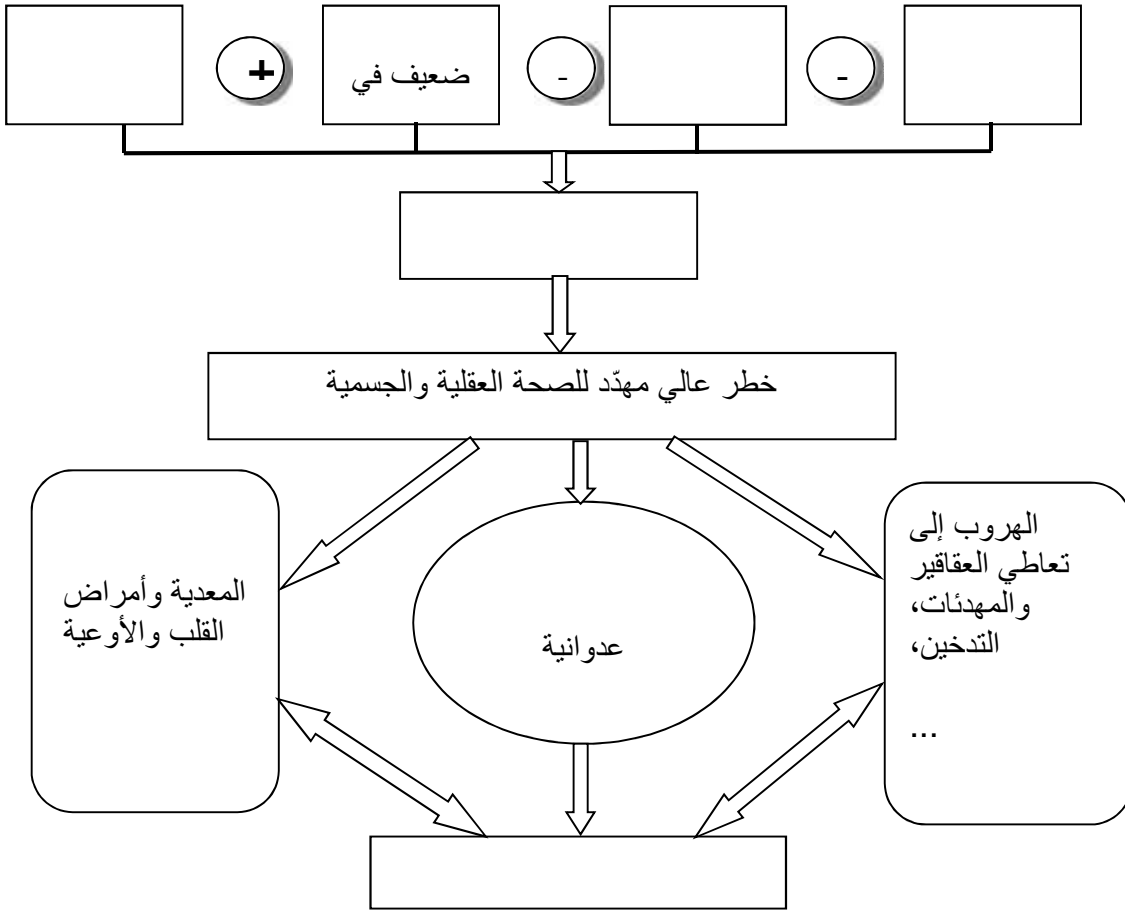 +
ضعيف في
-
-
خطر عالي مهدّد للصحة العقلية والجسمية
الهروب إلى
تعاطي العقاقير
والمهدئات،
التدخين،
...
عدوانية
المعدية وأمراض
القلب والأوعية